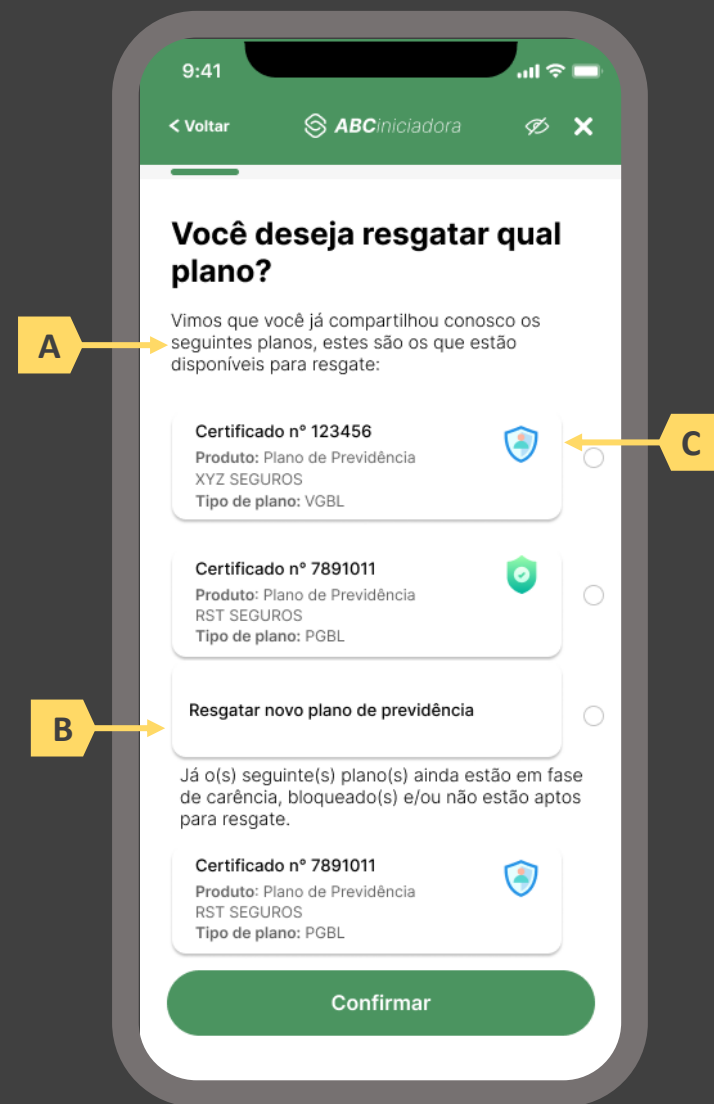 9:41
< Voltar
ABCiniciadora
Você deseja resgatar qual
plano?
Vimos que você já compartilhou conosco os
seguintes planos, estes são os que estão
disponíveis para resgate:
A
Certificado n° 123456
Produto: Plano de Previdência
XYZ SEGUROS
Tipo de plano: VGBL
C
Certificado n° 7891011
Produto: Plano de Previdência
RST SEGUROS
Tipo de plano: PGBL
Resgatar novo plano de previdência
B
Já o(s) seguinte(s) plano(s) ainda estão em fase
de carência, bloqueado(s) e/ou não estão aptos
para resgate.
Certificado n° 7891011
Produto: Plano de Previdência
RST SEGUROS
Tipo de plano: PGBL
Confirmar